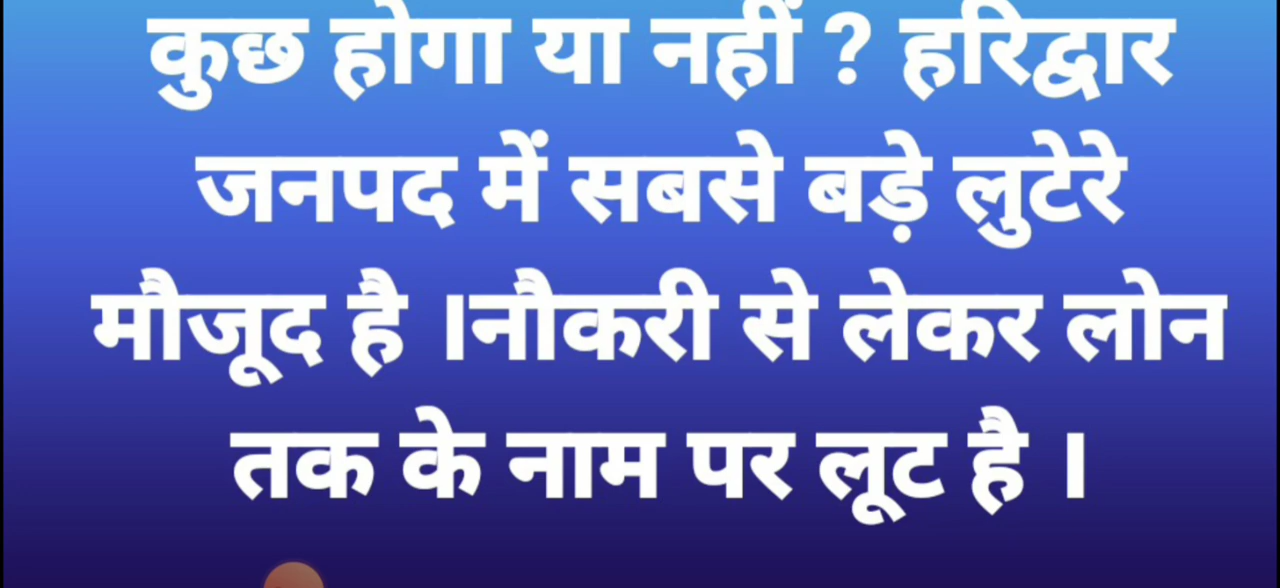 कुछ होगा या नहीं ? हरिद्वार
जनपद में सबसे बड़े लुटेरे
मौजूद है ।नौकरी से लेकर लोन
तक के नाम पर लूट है ।